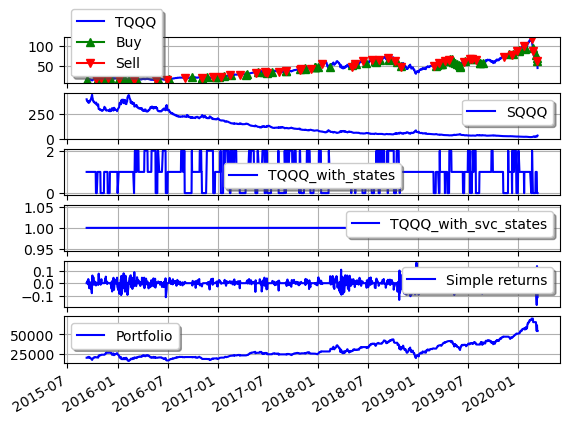 TQQQ
Buy
Sell
100
50
SQQQ
250
0
TQQQ_with_states
2
0
TQQQ_with_svc_states
1.05
1.00
0.95
Simple returns
0.1
0.0
−0.1
Portfolio
50000
25000
2015-07 2016-01 2016-07 2017-01 2017-07 2018-01 2018-07 2019-01 2019-07 2020-01